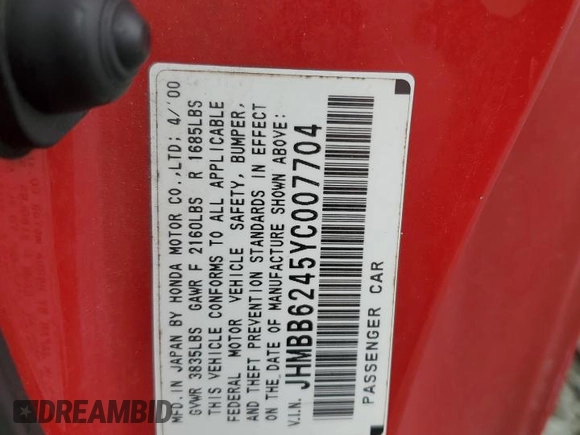 MFD.IN JAPAN BY HONDA MOTOR CO.,LTD; 4/'00
GVWR 3835LBS GAWR F 2160LBS R 1685LBS
THIS VEHICLE CONFORMS TO ALL APPLICABLE
FEDERAL MOTOR VEHICLE SAFETY, BUMPER,
AND THEFT PREVENTION STANDARDS IN EFFECT
ON THE DATE OF MANUFACTURE SHOWN ABOVE:
V.I.N. JHMBB6245YC007704
PASSENGER CAR
DREAMBID